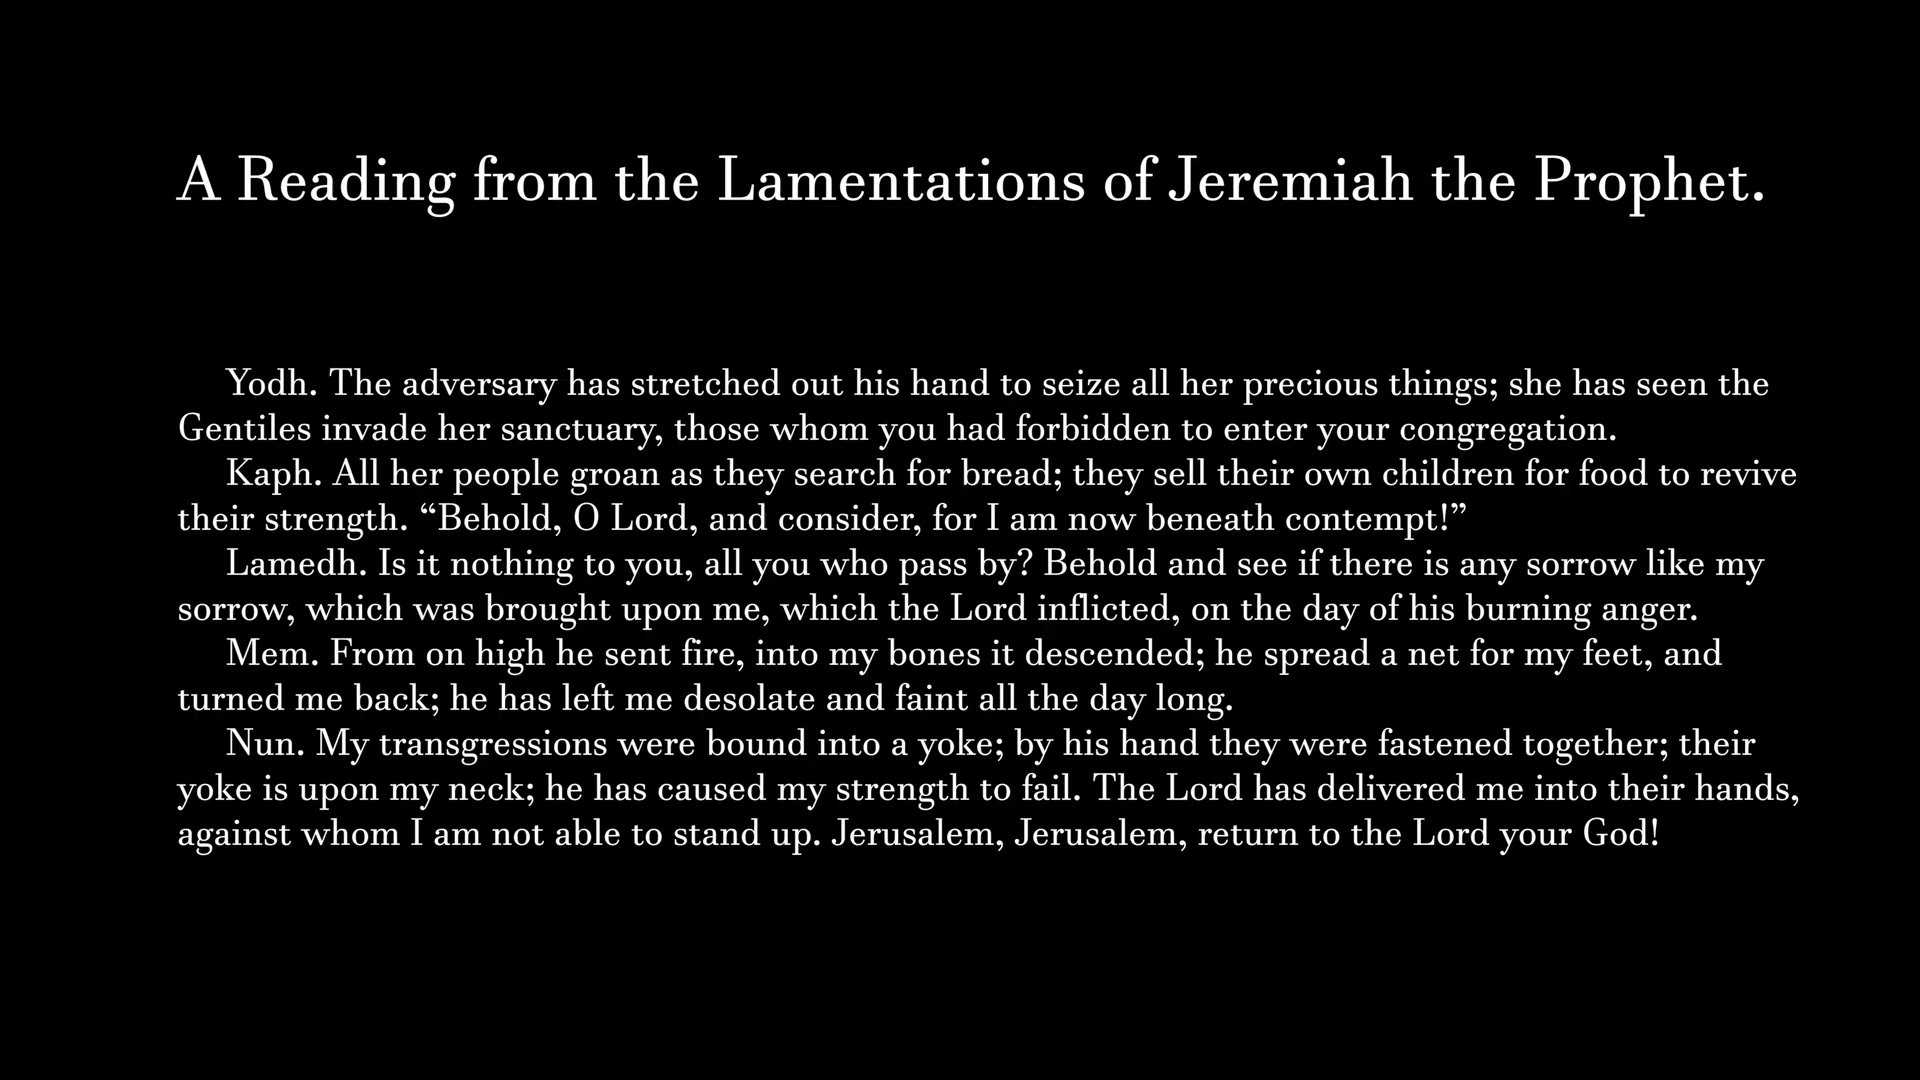 A Reading from the Lamentations of Jeremiah the Prophet.
Yodh. The adversary has stretched out his hand to seize all her precious things; she has seen the
Gentiles invade her sanctuary, those whom you had forbidden to enter your congregation.
Kaph. All her people groan as they search for bread; they sell their own children for food to revive
their strength. “Behold, O Lord, and consider, for I am now beneath contempt!”
Lamedh. Is it nothing to you, all you who pass by? Behold and see if there is any sorrow like my
sorrow, which was brought upon me, which the Lord inflicted, on the day of his burning anger.
Mem. From on high he sent fire, into my bones it descended; he spread a net for my feet, and
turned me back; he has left me desolate and faint all the day long.
Nun. My transgressions were bound into a yoke; by his hand they were fastened together; their
yoke is upon my neck; he has caused my strength to fail. The Lord has delivered me into their hands,
against whom I am not able to stand up. Jerusalem, Jerusalem, return to the Lord your God!